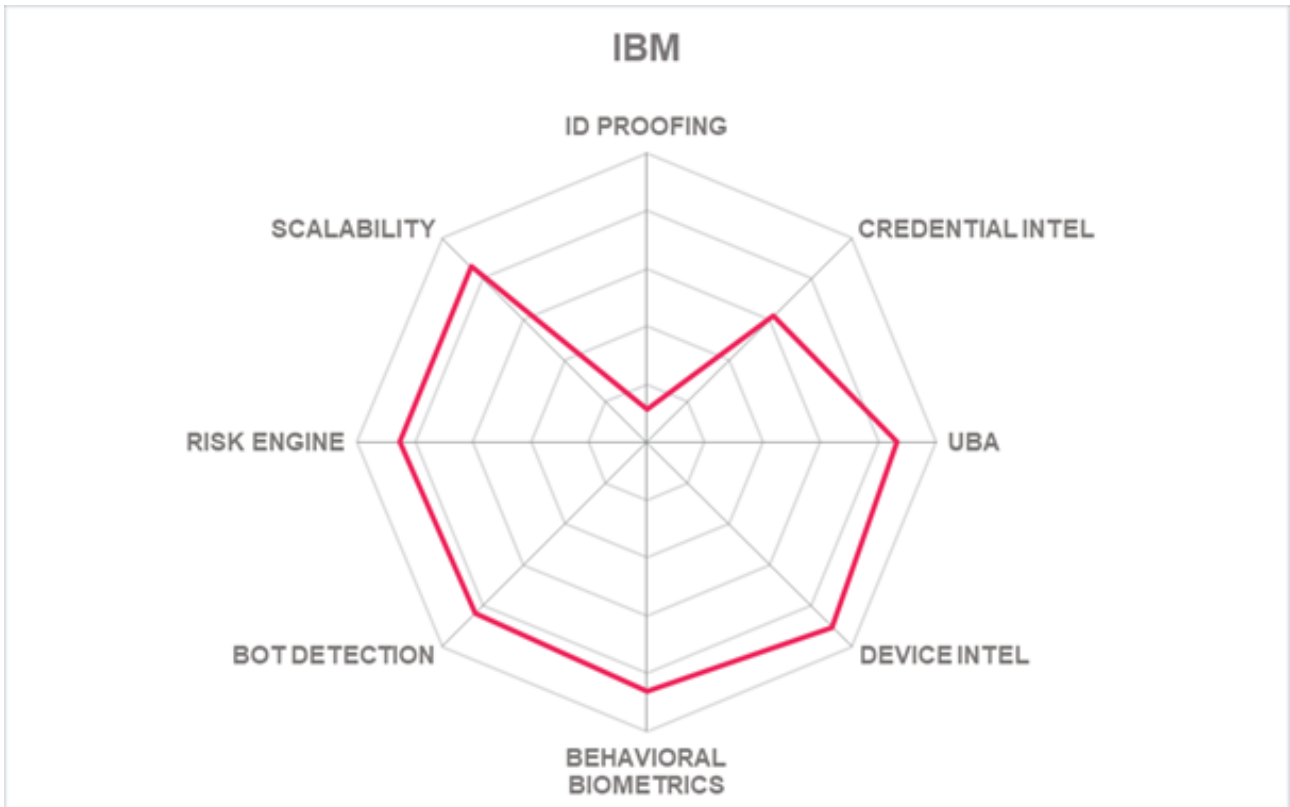 IBM
ID PROOFING
SCALABILITY
CREDENTIAL INTEL
RISK ENGINE
UBA
BOT DETECTION
DEVICE INTEL
BEHAVIORAL
BIOMETRICS